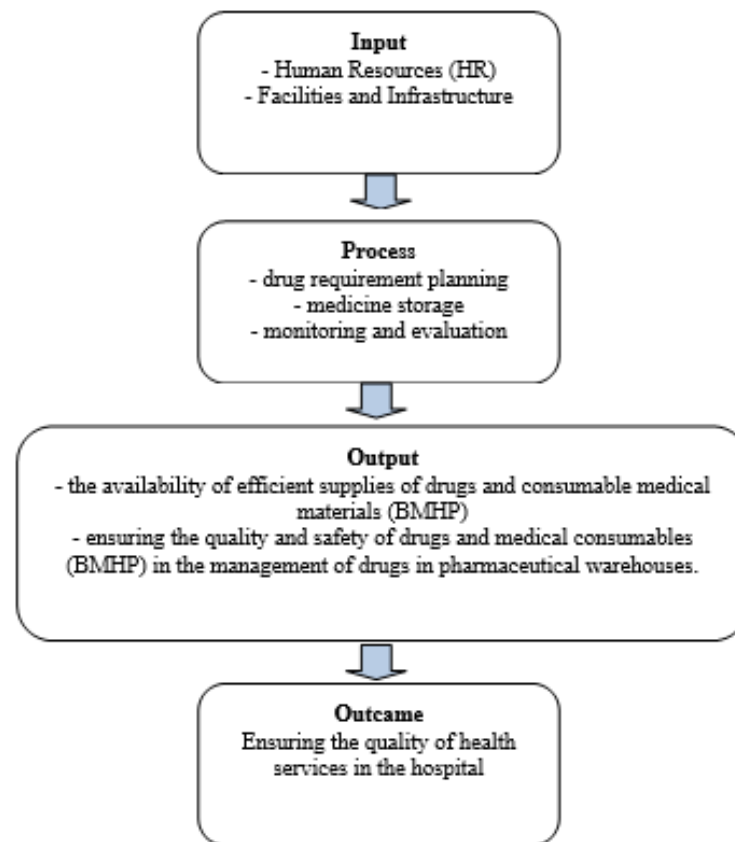 Input
- Human Resources (HR)
- Facilities and Infrastructure
Process
- drug requirement planning
- medicine storage
- monitoring and evaluation
Output
- the availability of efficient supplies of drugs and consumable medical
materials (BMHP)
- ensuring the quality and safety of drugs and medical consumables
(BMHP) in the management of drugs in pharmaceutical warehouses.
Outcame
Ensuring the quality of health
services in the hospital